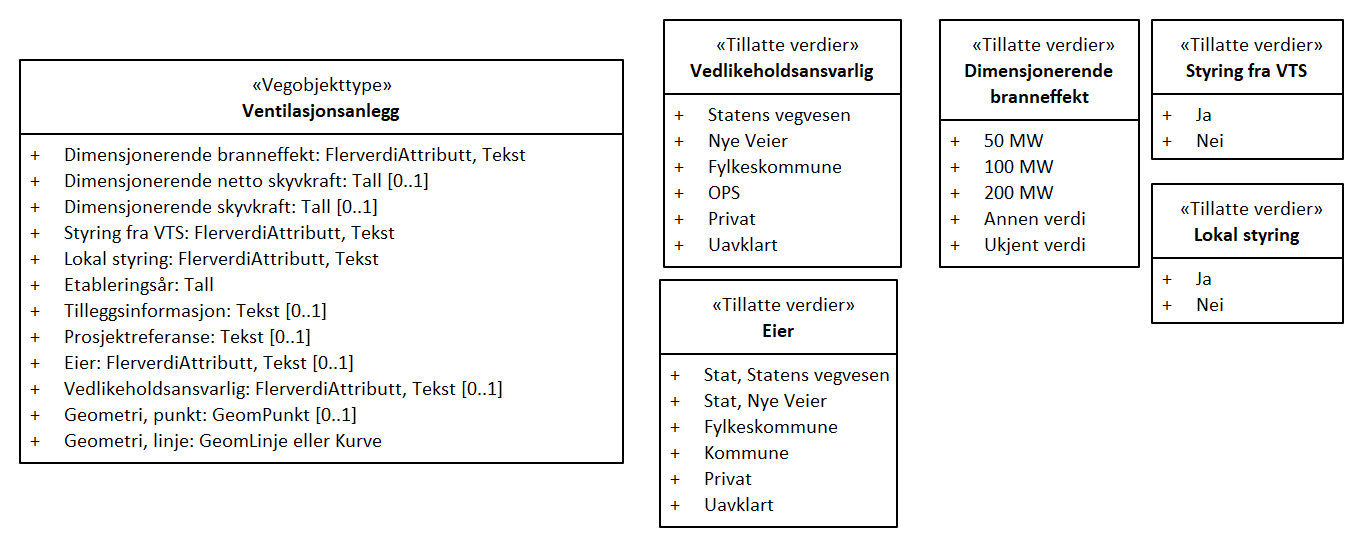 «Vegobjekttype»
Ventilasjonsanlegg
+ Dimensjonerende branneffekt: FlerverdiAttributt, Tekst
+ Dimensjonerende netto skyvkraft: Tall [0..1]
+ Dimensjonerende skyvkraft: Tall [0..1]
+ Styring fra VTS: FlerverdiAttributt, Tekst
+ Lokal styring: FlerverdiAttributt, Tekst
+ Etableringsår: Tall
+ Tilleggsinformasjon: Tekst [0..1]
+ Prosjektreferanse: Tekst [0..1]
+ Eier: FlerverdiAttributt, Tekst [0..1]
+ Vedlikeholdsansvarlig: FlerverdiAttributt, Tekst [0..1]
+ Geometri, punkt: GeomPunkt [0..1]
+ Geometri, linje: GeomLinje eller Kurve
«Tillatte verdier»
Vedlikeholdsansvarlig
+ Statens vegvesen
+ Nye Veier
+ Fylkeskommune
+ OPS
+ Privat
+ Uavklart
«Tillatte verdier»
Eier
+ Stat, Statens vegvesen
+ Stat, Nye Veier
+ Fylkeskommune
+ Kommune
+ Privat
+ Uavklart
«Tillatte verdier»
Dimensjonerende
branneffekt
+ 50 MW
+ 100 MW
+ 200 MW
+ Annen verdi
+ Ukjent verdi
«Tillatte verdier»
Styring fra VTS
+ Ja
+ Nei
«Tillatte verdier»
Lokal styring
+ Ja
+ Nei